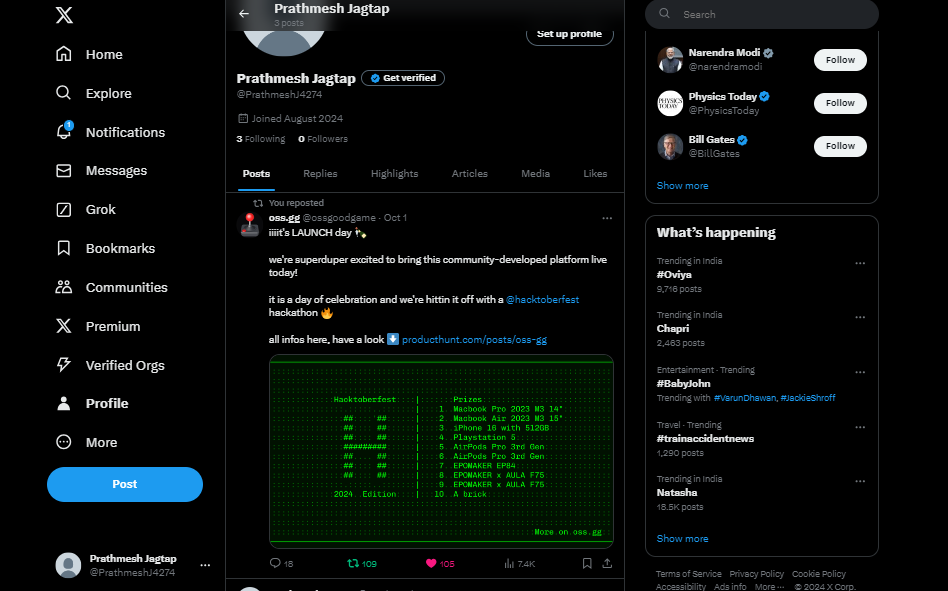 Home
Explore
1
Notifications
Messages
Grok
Bookmarks
Communities
Premium
Verified Orgs
Profile
More
Post
Prathmesh Jagtap
@PrathmeshJ4274
Prathmesh Jagtap
3 posts
Set up profile
Prathmesh Jagtap Get verified
@PrathmeshJ4274
Joined August 2024
3 Following 0 Followers
Posts Replies Highlights Articles Media Likes
You reposted
oss.gg @ossgoodgame · Oct 1
iiiit's LAUNCH day 🍾
we're superduper excited to bring this community-developed platform live
today!
it is a day of celebration and we're hittin it off with a @hacktoberfest
hackathon 🔥
all infos here, have a look ⬇️ producthunt.com/posts/oss-gg
Hacktoberfest | Prizes
| 1 Macbook Pro 2023 M3 14"
## ## | 2 Macbook Air 2023 M3 15"
## ## | 3 iPhone 16 with 512GB
## ## | 4 Playstation 5
######### | 5 AirPods Pro 3rd Gen
## ## | 6 AirPods Pro 3rd Gen
## ## | 7 EPOMAKER EP84
## ## | 8 EPOMAKER x AULA F75
| 9 EPOMAKER x AULA F75
2024 Edition | 10 A brick
More on oss.gg
18 109 105 7.4K
Search
Narendra Modi
@narendramodi
Follow
Physics Today
@PhysicsToday
Follow
PHYSICS
TODAY
Bill Gates
@BillGates
Follow
Show more
What's happening
Trending in India
#Oviya
9,716 posts
Trending in India
Chapri
2,463 posts
Entertainment · Trending
#BabyJohn
Trending with #VarunDhawan, #JackieShroff
Travel · Trending
#trainaccidentnews
1,290 posts
Trending in India
Natasha
18.5K posts
Show more
Terms of Service Privacy Policy Cookie Policy
Accessibility Ads info More ··· © 2024 X Corp.